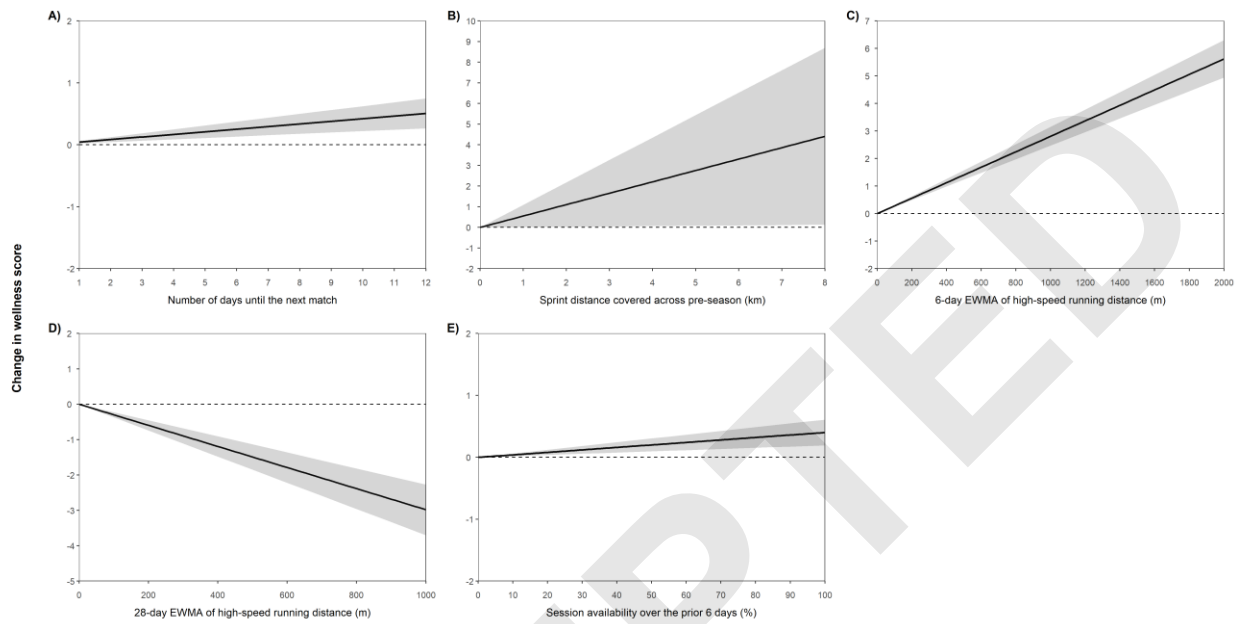 A)
2
1
0
-1
-2
1 2 3 4 5 6 7 8 9 10 11 12
Number of days until the next match
B)
10
9
8
7
6
5
4
3
2
1
0
-1
-2
0 1 2 3 4 5 6 7 8
Sprint distance covered across pre-season (km)
C)
7
6
5
4
3
2
1
0
-1
-2
0 200 400 600 800 1000 1200 1400 1600 1800 2000
6-day EWMA of high-speed running distance (m)
Change in wellness score
D)
2
1
0
-1
-2
-3
-4
-5
0 200 400 600 800 1000
28-day EWMA of high-speed running distance (m)
E)
2
1
0
-1
-2
0 10 20 30 40 50 60 70 80 90 100
Session availability over the prior 6 days (%)
PTED